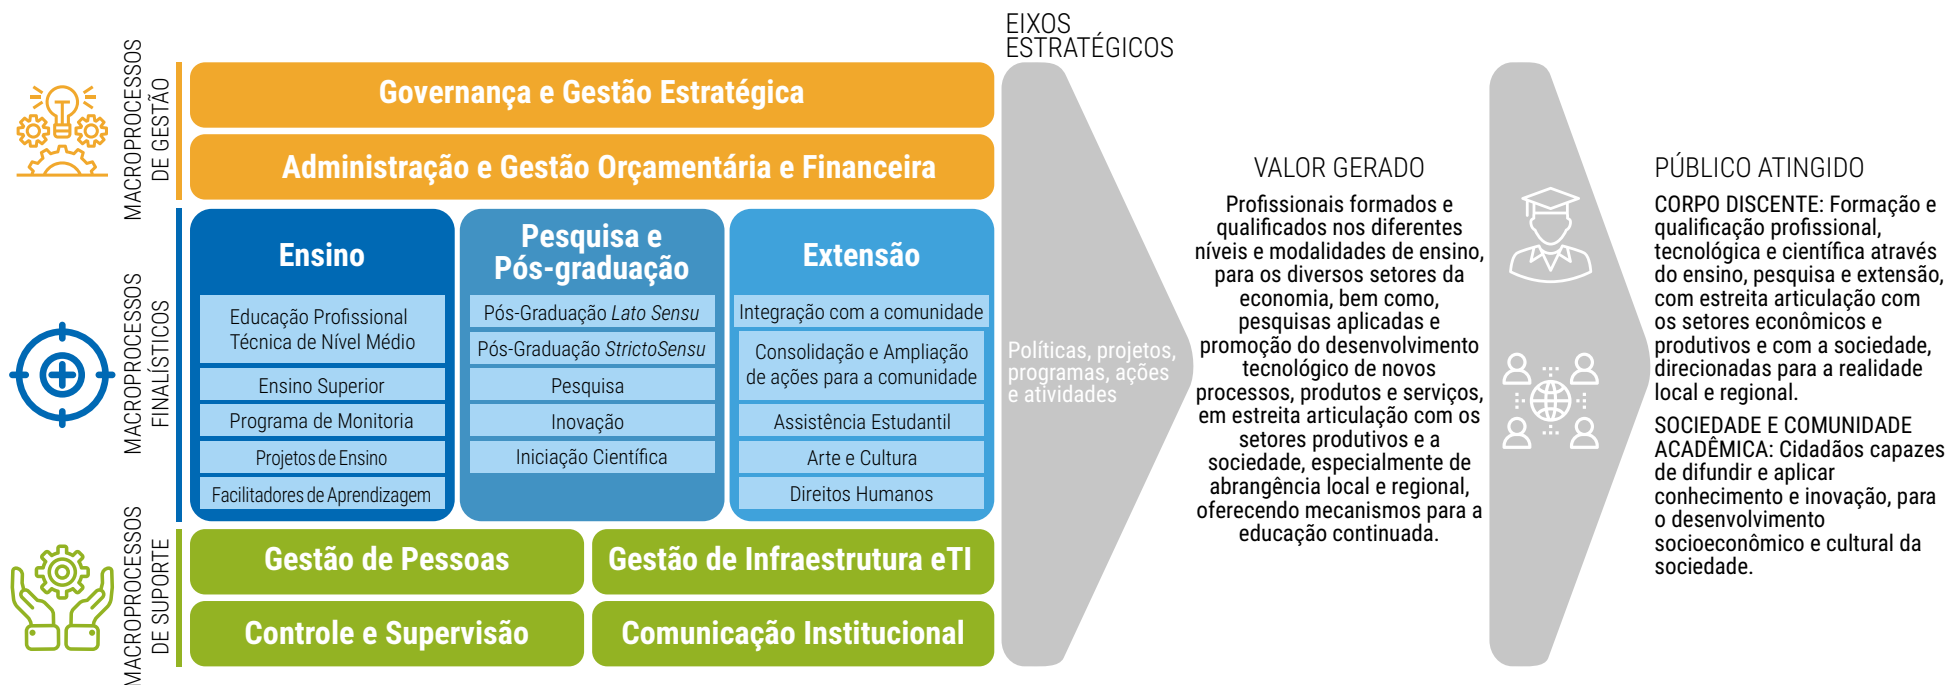 MACROPROCESSOS
DE GESTÃO
Governança e Gestão Estratégica
Administração e Gestão Orçamentária e Financeira
MACROPROCESSOS
FINALÍSTICOS
Ensino
Educação Profissional
Técnica de Nível Médio
Ensino Superior
Programa de Monitoria
Projetos de Ensino
Facilitadores de Aprendizagem
Pesquisa e
Pós-graduação
Pós-Graduação Lato Sensu
Pós-Graduação StrictoSensu
Pesquisa
Inovação
Iniciação Científica
Extensão
Integração com a comunidade
Consolidação e Ampliação
de ações para a comunidade
Assistência Estudantil
Arte e Cultura
Direitos Humanos
MACROPROCESSOS
DE SUPORTE
Gestão de Pessoas
Gestão de Infraestrutura eTI
Controle e Supervisão
Comunicação Institucional
EIXOS
ESTRATÉGICOS
Políticas, projetos,
programas, ações
e atividades
VALOR GERADO
Profissionais formados e
qualificados nos diferentes
níveis e modalidades de ensino,
para os diversos setores da
economia, bem como,
pesquisas aplicadas e
promoção do desenvolvimento
tecnológico de novos
processos, produtos e serviços,
em estreita articulação com os
setores produtivos e a
sociedade, especialmente de
abrangência local e regional,
oferecendo mecanismos para a
educação continuada.
PÚBLICO ATINGIDO
CORPO DISCENTE: Formação e
qualificação profissional,
tecnológica e científica através
do ensino, pesquisa e extensão,
com estreita articulação com
os setores econômicos e
produtivos e com a sociedade,
direcionadas para a realidade
local e regional.
SOCIEDADE E COMUNIDADE
ACADÊMICA: Cidadãos capazes
de difundir e aplicar
conhecimento e inovação, para
o desenvolvimento
socioeconômico e cultural da
sociedade.